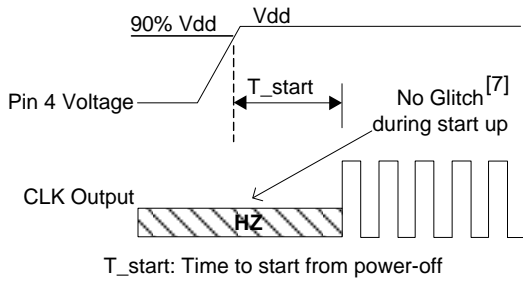 90% Vdd
Vdd
T_start
Pin 4 Voltage
No Glitch[7]
during start up
CLK Output
HZ
T_start: Time to start from power-off